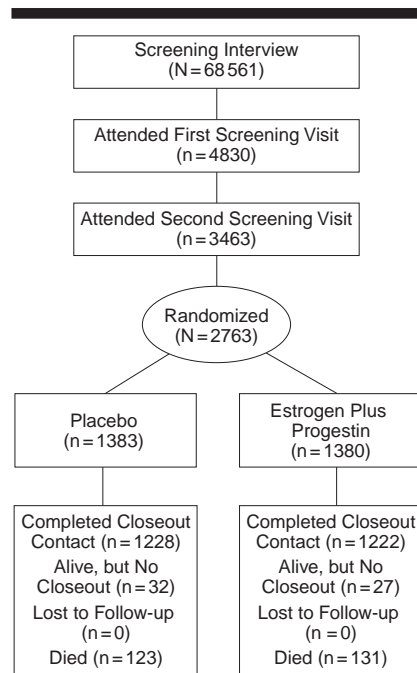 Screening Interview
(N=68 561)
Attended First Screening Visit
(n=4830)
Attended Second Screening Visit
(n=3463)
Randomized
(N=2763)
Placebo
(n=1383)
Estrogen Plus
Progestin
(n=1380)
Completed Closeout
Contact (n=1228)
Alive, but No
Closeout (n=32)
Lost to Follow-up
(n=0)
Died (n=123)
Completed Closeout
Contact (n=1222)
Alive, but No
Closeout (n=27)
Lost to Follow-up
(n=0)
Died (n=131)